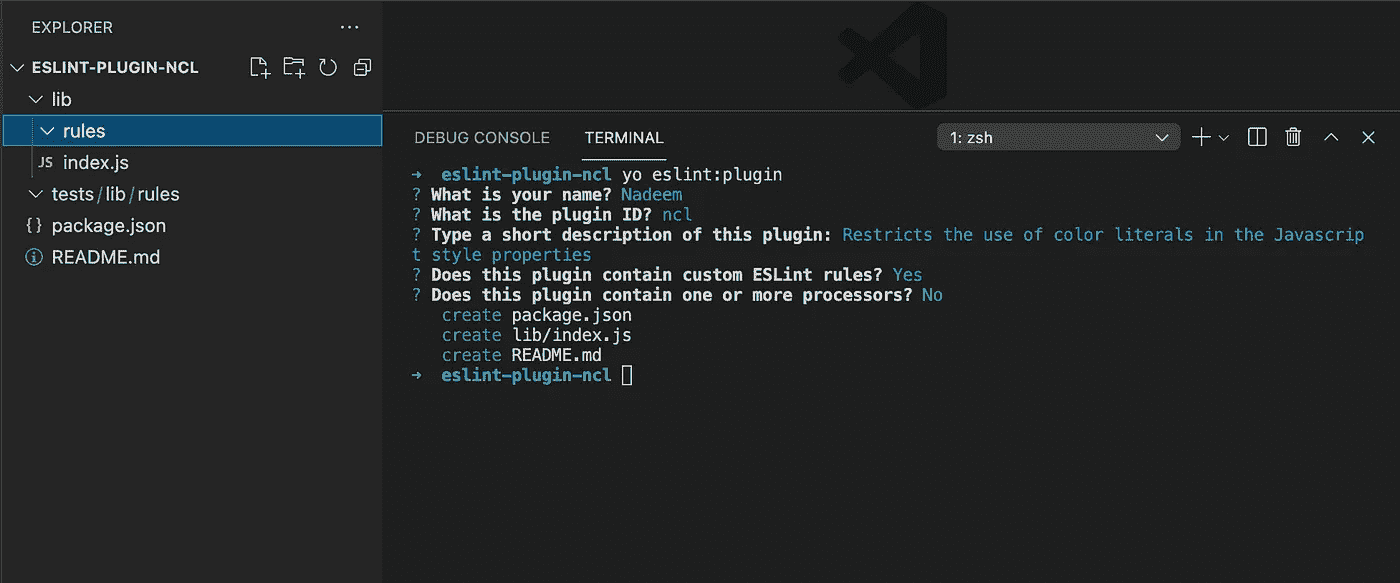 EXPLORER
ESLINT-PLUGIN-NCL
lib
rules
JS index.js
tests/lib/rules
{} package.json
README.md
DEBUG CONSOLE TERMINAL 1: zsh
→ eslint-plugin-ncl yo eslint:plugin
? What is your name? Nadeem
? What is the plugin ID? ncl
? Type a short description of this plugin: Restricts the use of color literals in the Javascrip
t style properties
? Does this plugin contain custom ESLint rules? Yes
? Does this plugin contain one or more processors? No
create package.json
create lib/index.js
create README.md
→ eslint-plugin-ncl